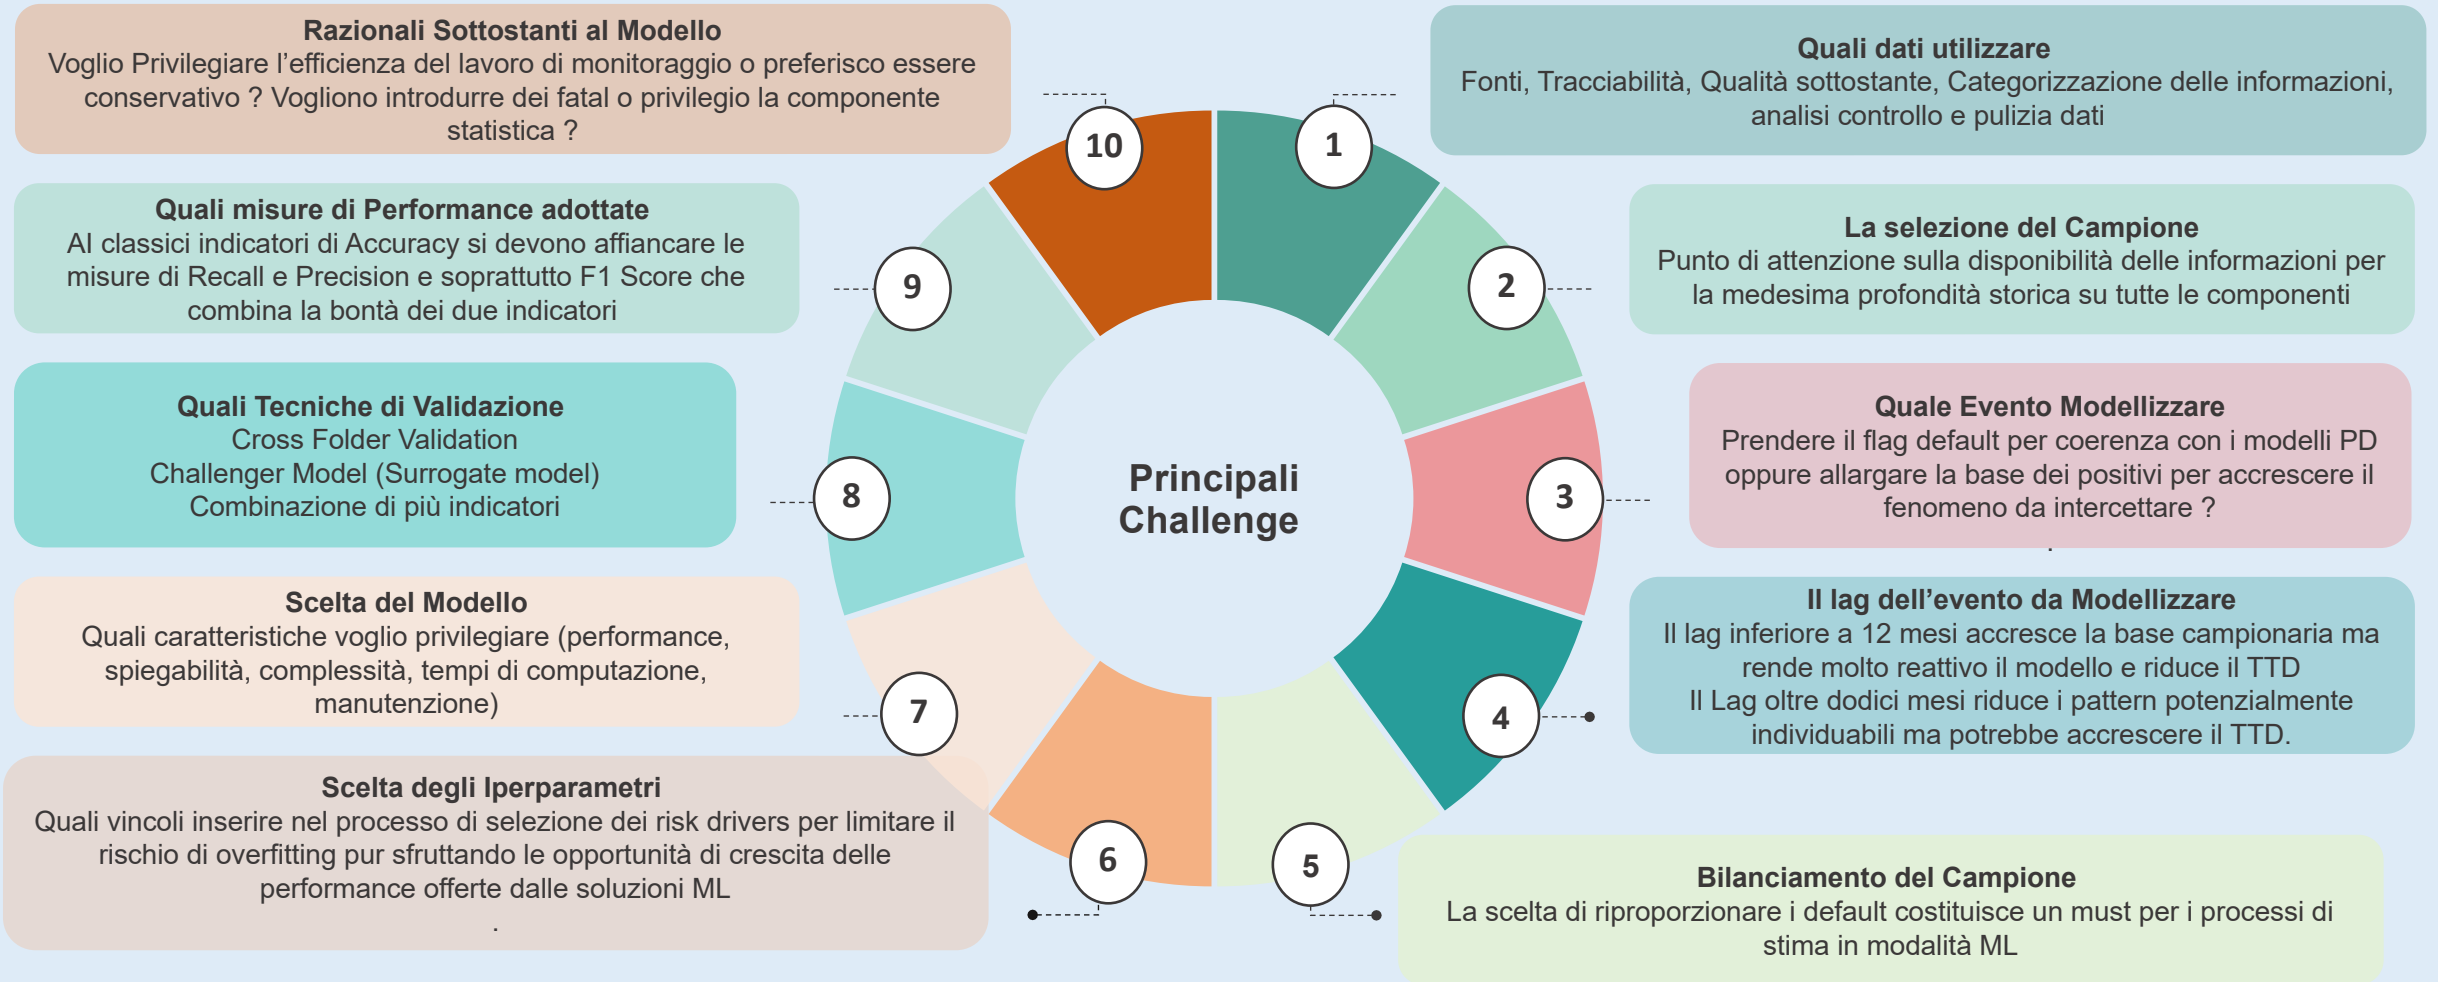 Razionali Sottostanti al Modello
Voglio Privilegiare l’efficienza del lavoro di monitoraggio o preferisco essere
conservativo ? Vogliono introdurre dei fatal o privilegio la componente
statistica ?
Quali misure di Performance adottate
AI classici indicatori di Accuracy si devono affiancare le
misure di Recall e Precision e soprattutto F1 Score che
combina la bontà dei due indicatori
Quali Tecniche di Validazione
Cross Folder Validation
Challenger Model (Surrogate model)
Combinazione di più indicatori
Scelta del Modello
Quali caratteristiche voglio privilegiare (performance,
spiegabilità, complessità, tempi di computazione,
manutenzione)
Scelta degli Iperparametri
Quali vincoli inserire nel processo di selezione dei risk drivers per limitare il
rischio di overfitting pur sfruttando le opportunità di crescita delle
performance offerte dalle soluzioni ML
.
10
1
9
2
8
3
7
4
6
5
Principali
Challenge
Quali dati utilizzare
Fonti, Tracciabilità, Qualità sottostante, Categorizzazione delle informazioni,
analisi controllo e pulizia dati
La selezione del Campione
Punto di attenzione sulla disponibilità delle informazioni per
la medesima profondità storica su tutte le componenti
Quale Evento Modellizzare
Prendere il flag default per coerenza con i modelli PD
oppure allargare la base dei positivi per accrescere il
fenomeno da intercettare ?
.
Il lag dell’evento da Modellizzare
Il lag inferiore a 12 mesi accresce la base campionaria ma
rende molto reattivo il modello e riduce il TTD
Il Lag oltre dodici mesi riduce i pattern potenzialmente
individuabili ma potrebbe accrescere il TTD.
Bilanciamento del Campione
La scelta di riproporzionare i default costituisce un must per i processi di
stima in modalità ML